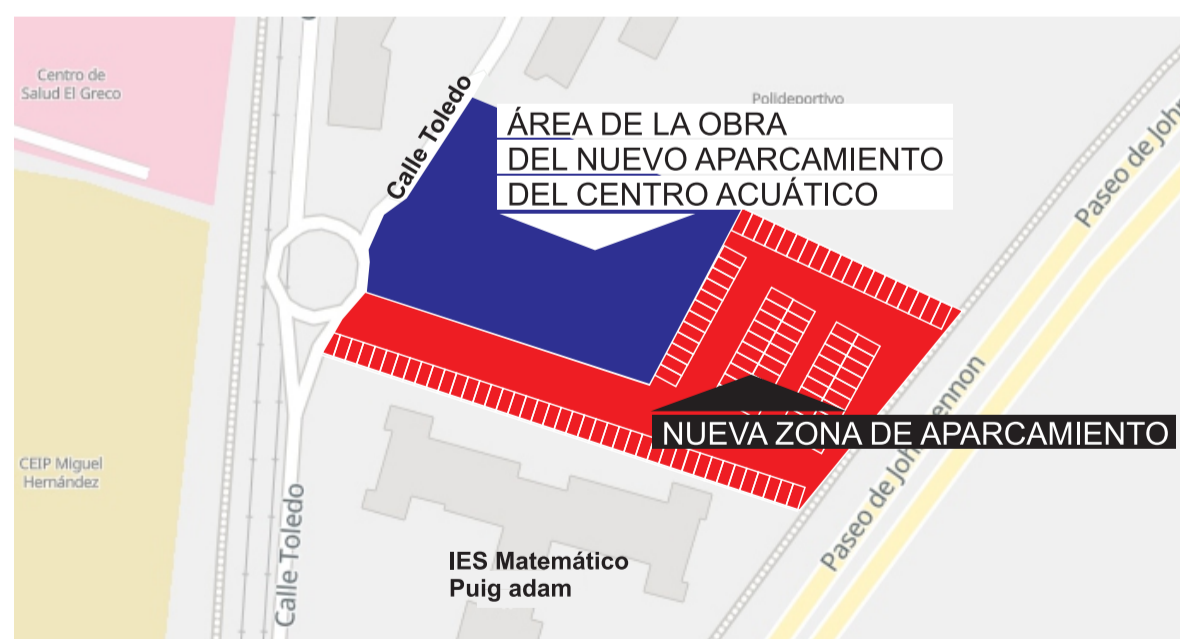 Centro de
Salud El Greco
Calle Toledo
Polideportivo
ÁREA DE LA OBRA
DEL NUEVO APARCAMIENTO
DEL CENTRO ACUÁTICO
Paseo de John
NUEVA ZONA DE APARCAMIENTO
CEIP Miguel
Hernández
Calle Toledo
Paseo de John Lennon
IES Matemático
Puig adam